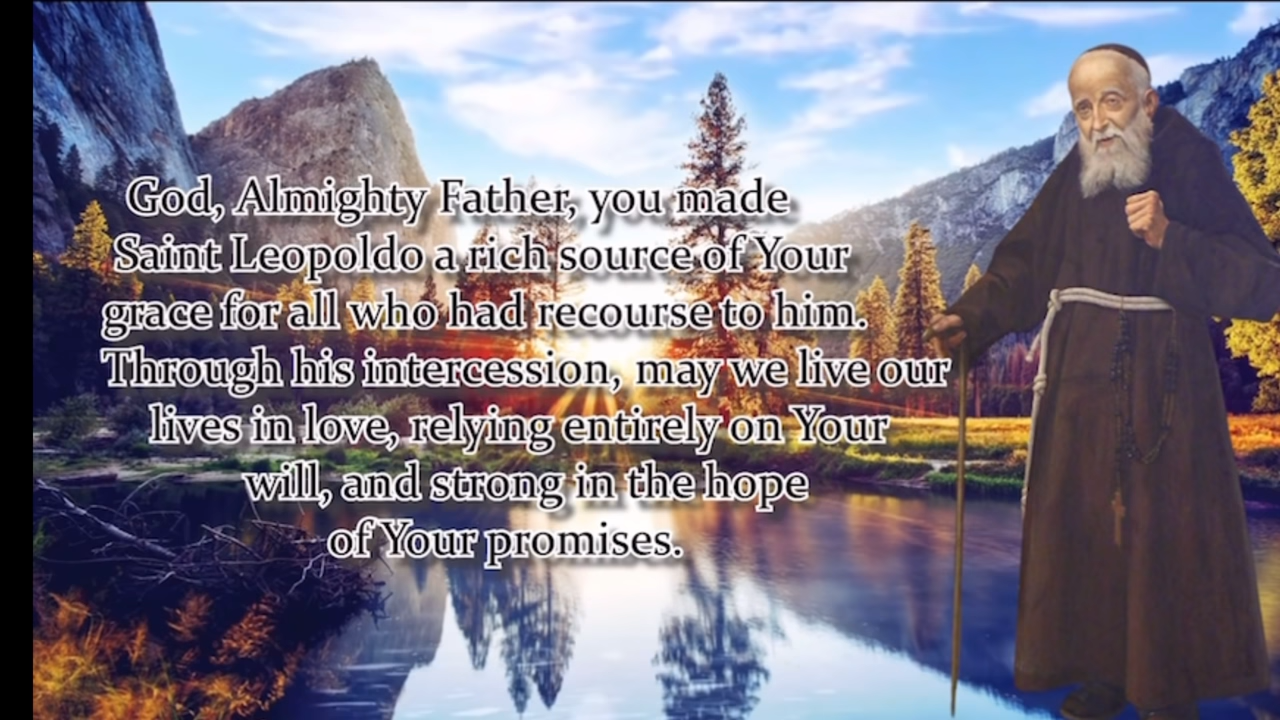 God, Almighty Father, you made
Saint Leopoldo a rich source of Your
grace for all who had recourse to him.
Through his intercession, may we live our
lives in love, relying entirely on Your
will, and strong in the hope
of Your promises.